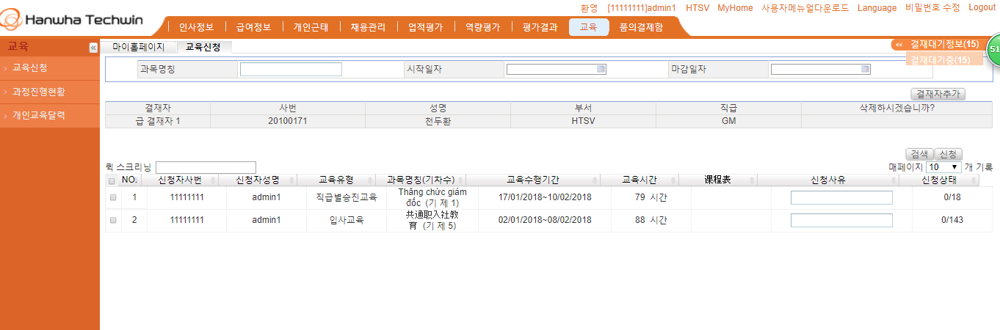 환영 [11111111]admin1 HTSV MyHome 사용자메뉴얼다운로드 Language 비밀번호 수정 Logout
Hanwha Techwin
인사정보 급여정보 개인근태 채용관리 업적평가 역량평가 평가결과 교육 품의결제함
교육 «
마이홈페이지 교육신청
결재대기정보(15)
결재대기중(15)
51
교육신청
과정진행현황
개인교육달력
과목명칭 시작일자 마감일자
결재자추가
결재자 사번 성명 부서 직급 삭제하시겠습니까?
급 결재자 1 20100171 천두환 HTSV GM
검색 신청
퀵 스크리닝 매페이지 10 개 기록
NO. 신청자사번 신청자성명 교육유형 과목명칭(기차수) 교육수행기간 교육시간 课程表 신청사유 신청상태
1 11111111 admin1 직급별승진교육 Thăng chức giám đốc (기 제 1) 17/01/2018~10/02/2018 79 시간 0/18
2 11111111 admin1 입사교육 共通职入社教育 (기 제 5) 02/01/2018~08/02/2018 88 시간 0/143